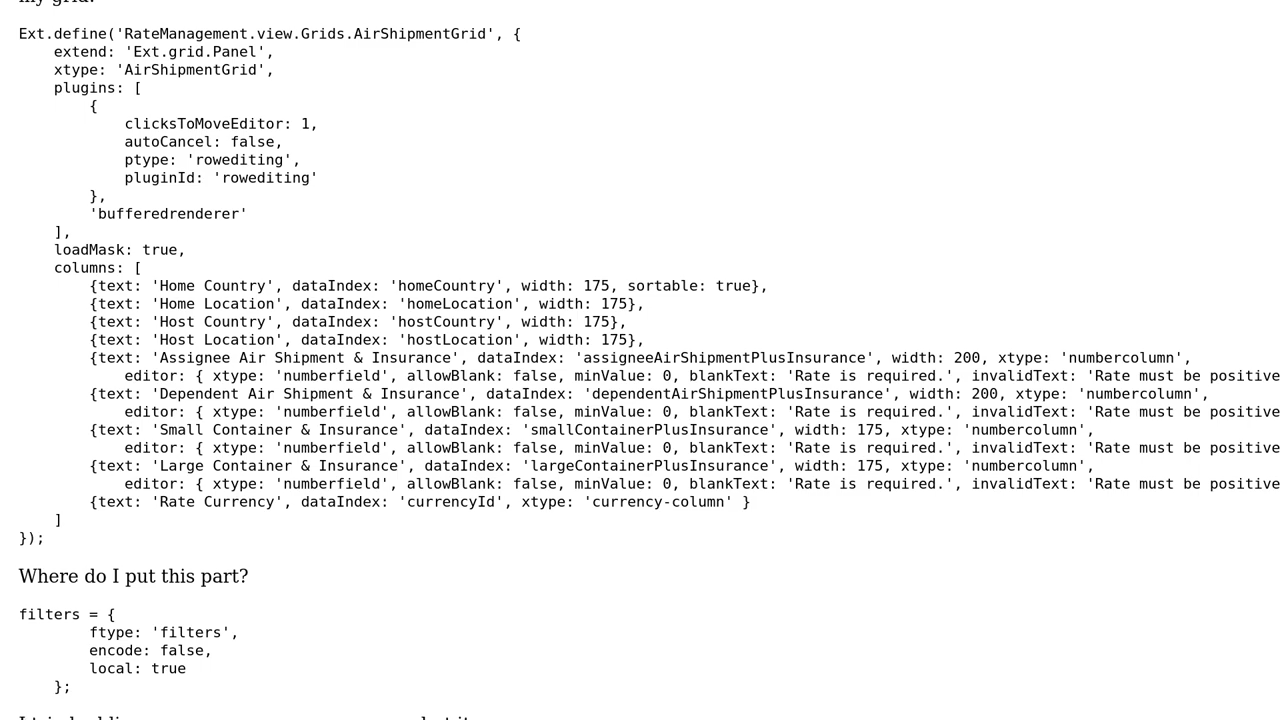 my grid:
Ext.define('RateManagement.view.Grids.AirShipmentGrid', {
    extend: 'Ext.grid.Panel',
    xtype: 'AirShipmentGrid',
    plugins: [
        {
            clicksToMoveEditor: 1,
            autoCancel: false,
            ptype: 'rowediting',
            pluginId: 'rowediting'
        },
        'bufferedrenderer'
    ],
    loadMask: true,
    columns: [
        {text: 'Home Country', dataIndex: 'homeCountry', width: 175, sortable: true},
        {text: 'Home Location', dataIndex: 'homeLocation', width: 175},
        {text: 'Host Country', dataIndex: 'hostCountry', width: 175},
        {text: 'Host Location', dataIndex: 'hostLocation', width: 175},
        {text: 'Assignee Air Shipment & Insurance', dataIndex: 'assigneeAirShipmentPlusInsurance', width: 200, xtype: 'numbercolumn',
            editor: { xtype: 'numberfield', allowBlank: false, minValue: 0, blankText: 'Rate is required.', invalidText: 'Rate must be positive
        {text: 'Dependent Air Shipment & Insurance', dataIndex: 'dependentAirShipmentPlusInsurance', width: 200, xtype: 'numbercolumn',
            editor: { xtype: 'numberfield', allowBlank: false, minValue: 0, blankText: 'Rate is required.', invalidText: 'Rate must be positive
        {text: 'Small Container & Insurance', dataIndex: 'smallContainerPlusInsurance', width: 175, xtype: 'numbercolumn',
            editor: { xtype: 'numberfield', allowBlank: false, minValue: 0, blankText: 'Rate is required.', invalidText: 'Rate must be positive
        {text: 'Large Container & Insurance', dataIndex: 'largeContainerPlusInsurance', width: 175, xtype: 'numbercolumn',
            editor: { xtype: 'numberfield', allowBlank: false, minValue: 0, blankText: 'Rate is required.', invalidText: 'Rate must be positive
        {text: 'Rate Currency', dataIndex: 'currencyId', xtype: 'currency-column' }
    ]
});
Where do I put this part?
filters = {
        ftype: 'filters',
        encode: false,
        local: true
    };